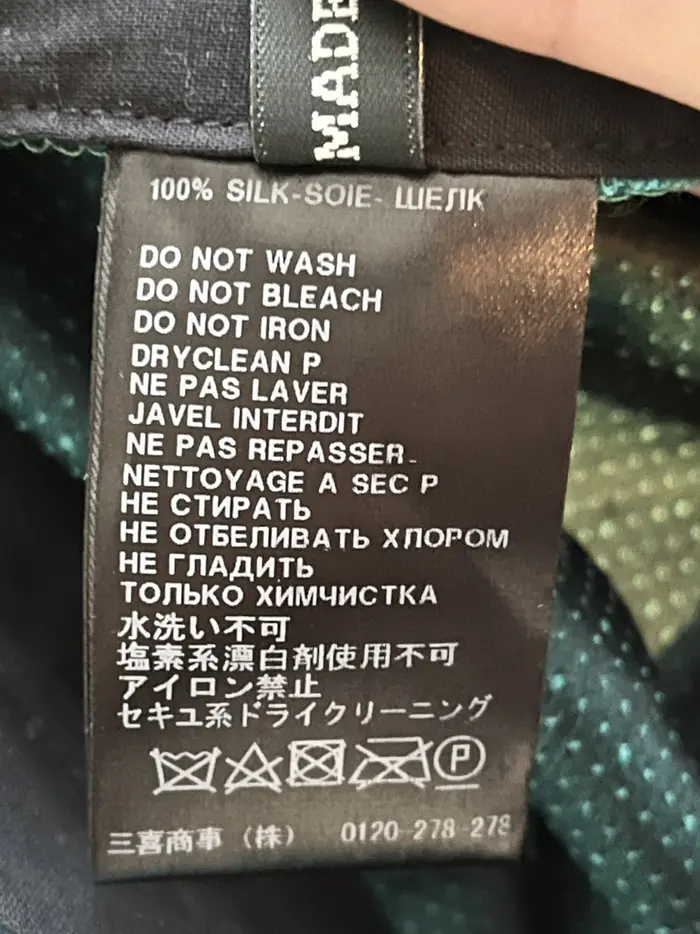 MADE
100% SILK-SOIE- ШЕЛК
DO NOT WASH
DO NOT BLEACH
DO NOT IRON
DRYCLEAN P
NE PAS LAVER
JAVEL INTERDIT
NE PAS REPASSER-
NETTOYAGE A SEC P
НЕ СТИРАТЬ
НЕ ОТБЕЛИВАТЬ ХЛОРОМ
НЕ ГЛАДИТЬ
ТОЛЬКО ХИМЧИСТКА
水洗い不可
塩素系漂白剤使用不可
アイロン禁止
セキユ系ドライクリーニング
P
三喜商事（株） 0120-278-278